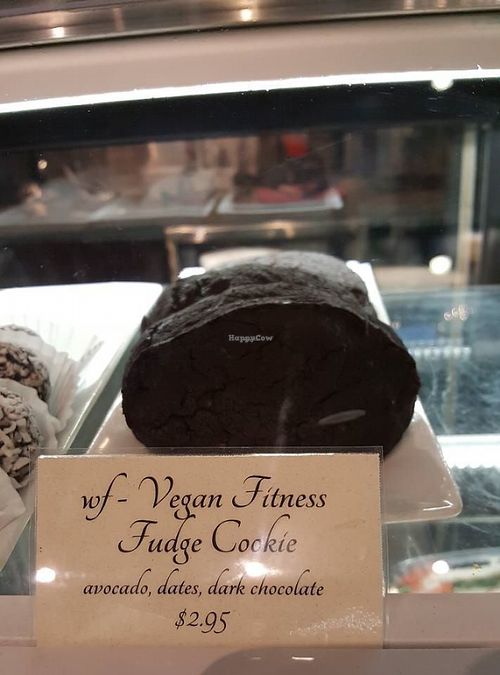 HappyCow
wf - Vegan Fitness
Fudge Cookie
avocado, dates, dark chocolate
$2.95